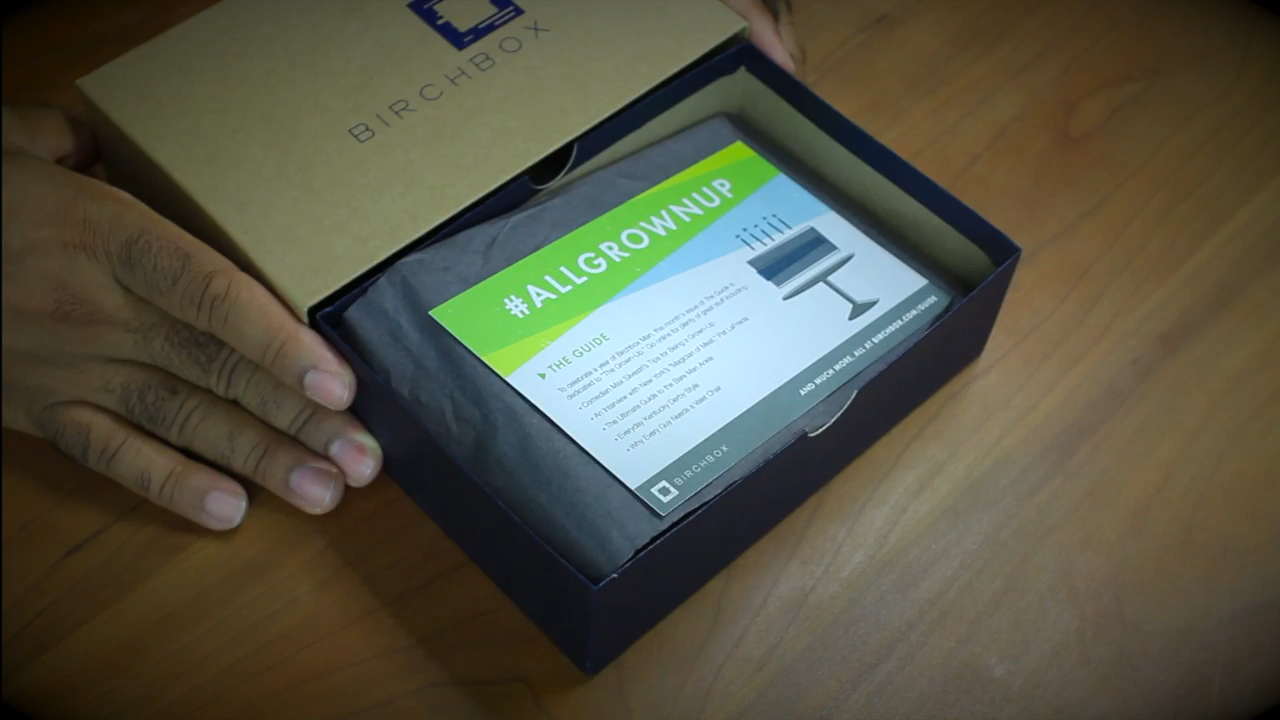 BIRCHBOX
#ALLGROWNUP
THE GUIDE
To celebrate a year of Birchbox Man, this month's issue of The Guide is
dedicated to "The Grown-Up." Go online for plenty of great stuff including:
• Comedian Max Silvestri's Tips for Being a Grown-Up
• An Interview with New York's "Magician of Meat," Pat LaFrieda
• The Ultimate Guide to the Bare Man Ankle
• Everyday Kentucky Derby Style
• Why Every Guy Needs a Valet Chair
BIRCHBOX
AND MUCH MORE, ALL AT BIRCHBOX.COM/GUIDE